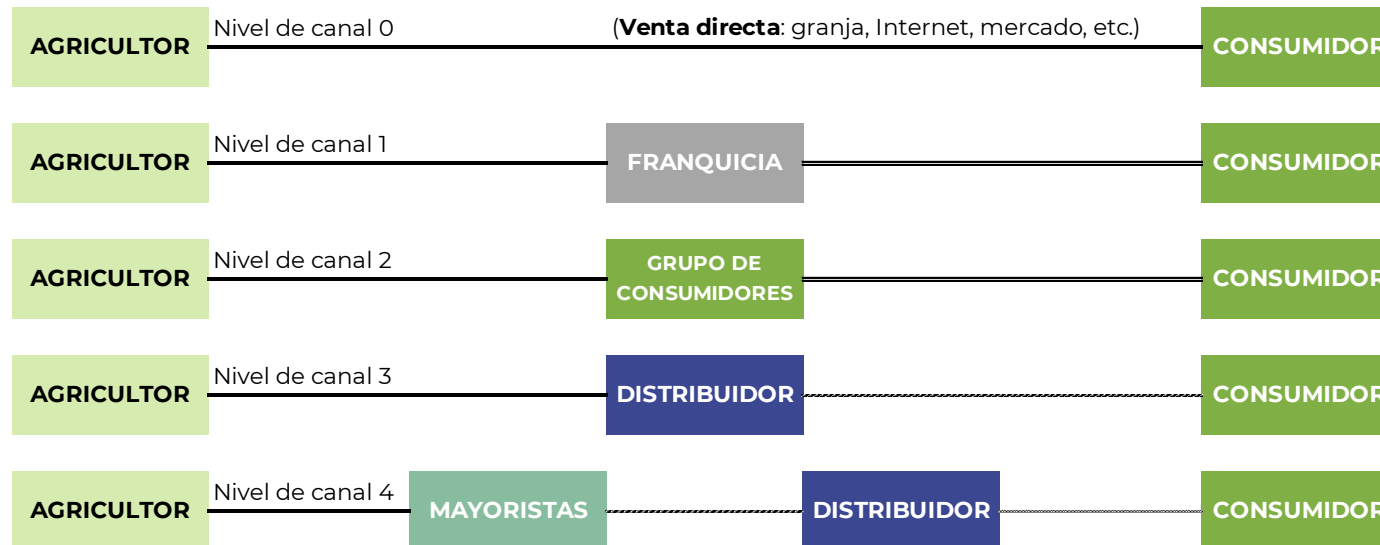 Nivel de canal 0 (Venta directa: granja, Internet, mercado, etc.)
AGRICULTOR CONSUMIDOR
Nivel de canal 1
AGRICULTOR FRANQUICIA CONSUMIDOR
Nivel de canal 2
AGRICULTOR GRUPO DE CONSUMIDORES CONSUMIDOR
Nivel de canal 3
AGRICULTOR DISTRIBUIDOR CONSUMIDOR
Nivel de canal 4
AGRICULTOR MAYORISTAS DISTRIBUIDOR CONSUMIDOR